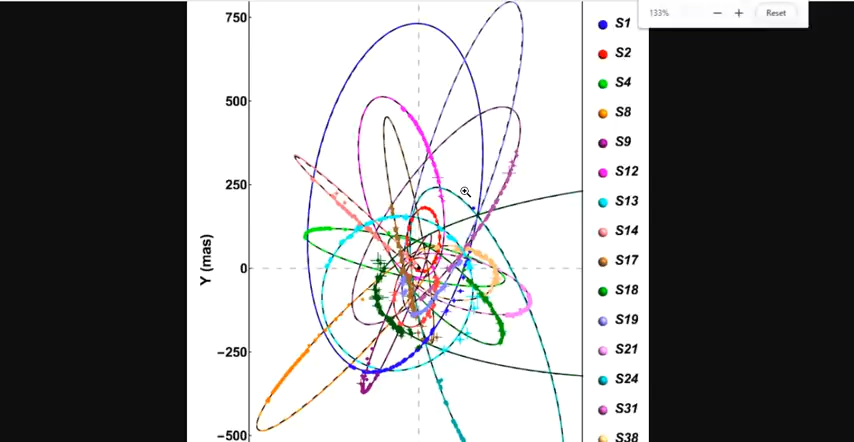 133%
Reset
Y (mas)
750
500
250
0
−250
−500
S1
S2
S4
S8
S9
S12
S13
S14
S17
S18
S19
S21
S24
S31
S38